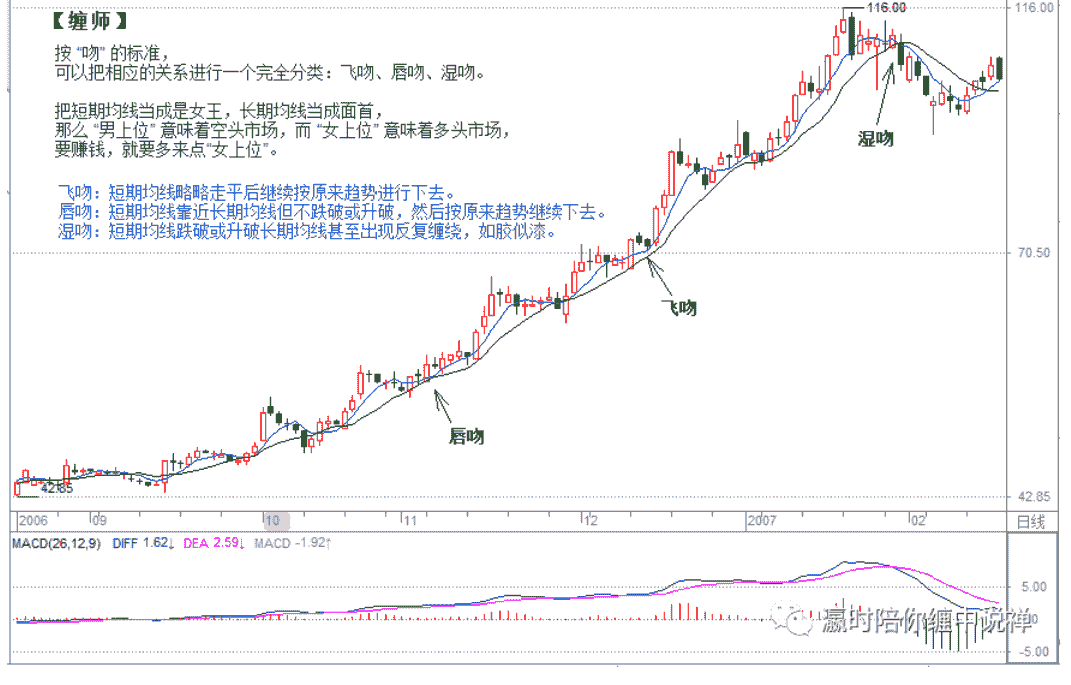 【缠师】
按 “吻” 的标准，
可以把相应的关系进行一个完全分类：飞吻、唇吻、湿吻。
把短期均线当成是女王，长期均线当成面首，
那么 “男上位” 意味着空头市场，而 “女上位” 意味着多头市场，
要赚钱，就要多来点“女上位”。
飞吻：短期均线略略走平后继续按原来趋势进行下去。
唇吻：短期均线靠近长期均线但不跌破或升破，然后按原来趋势继续下去。
湿吻：短期均线跌破或升破长期均线甚至出现反复缠绕，如胶似漆。
116.00
116.00
湿吻
70.50
飞吻
唇吻
42.85
42.85
2006 09 10 11 12 2007 02 日线
MACD(26,12,9) DIFF 1.62↓ DEA 2.59↓ MACD -1.92↑
5.00
瀛时陪你缠中说禅
-5.00